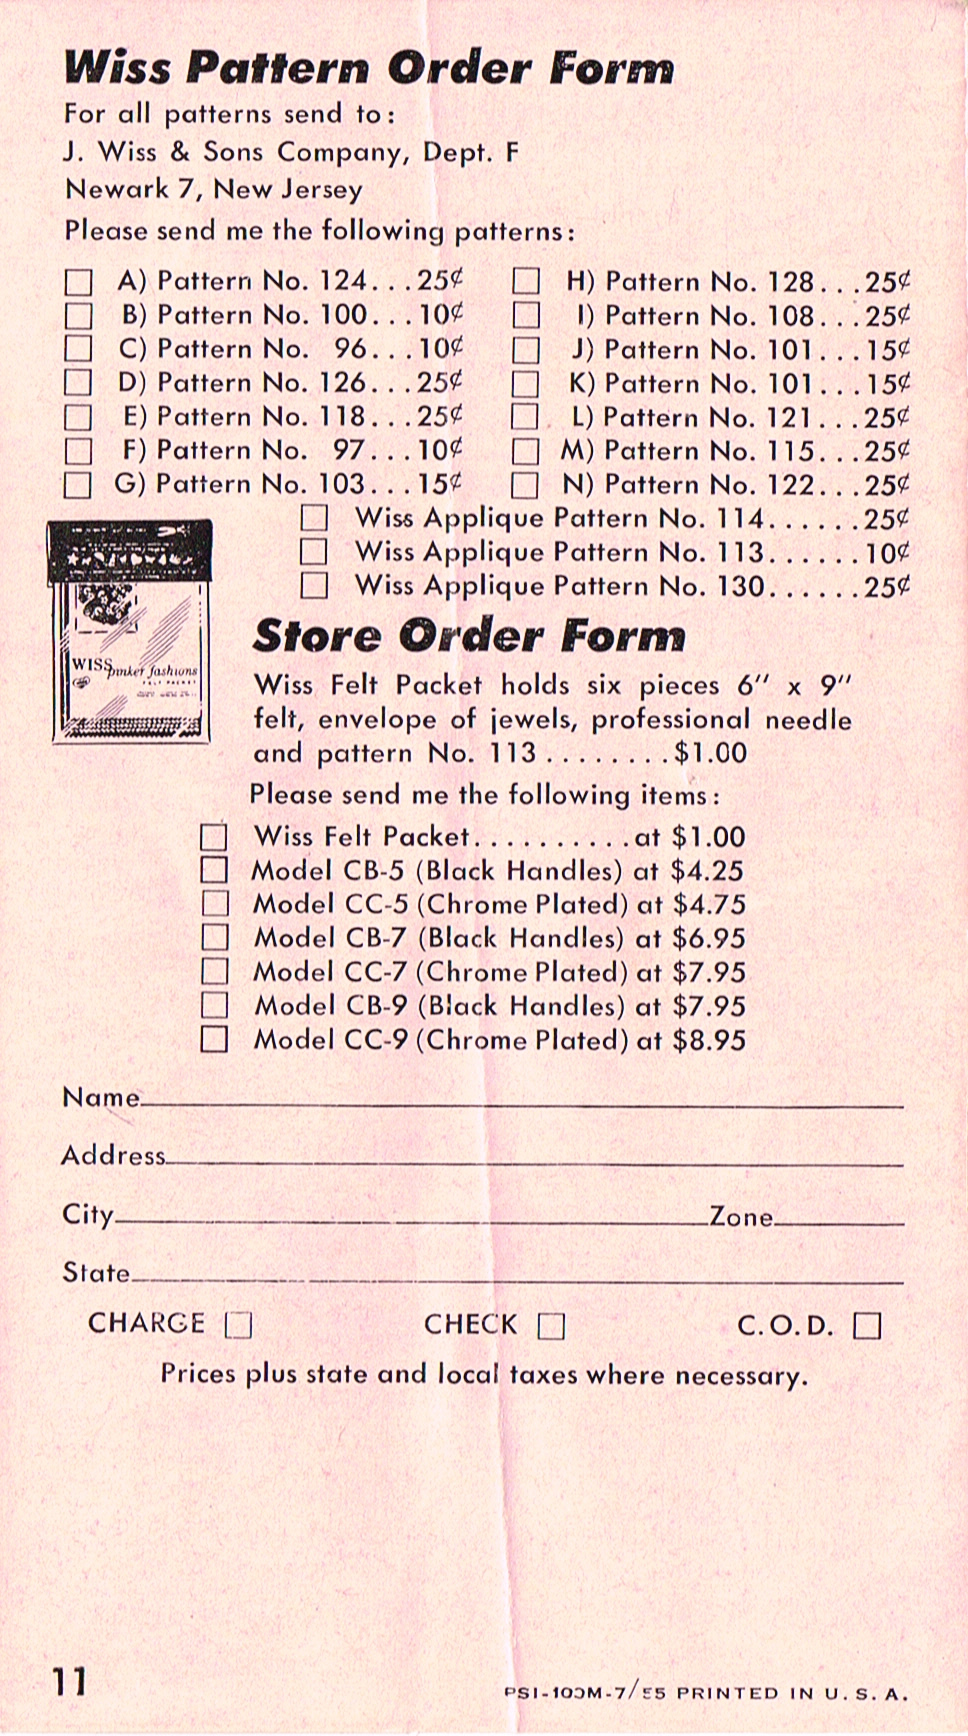 Wiss Pattern Order Form
For all patterns send to:
J. Wiss & Sons Company, Dept. F
Newark 7, New Jersey
Please send me the following patterns:
A) Pattern No. 124...25¢
B) Pattern No. 100...10¢
C) Pattern No. 96...10¢
D) Pattern No. 126...25¢
E) Pattern No. 118...25¢
F) Pattern No. 97...10¢
G) Pattern No. 103...15¢
H) Pattern No. 128...25¢
I) Pattern No. 108...25¢
J) Pattern No. 101...15¢
K) Pattern No. 101...15¢
L) Pattern No. 121...25¢
M) Pattern No. 115...25¢
N) Pattern No. 122...25¢
Wiss Applique Pattern No. 114......25¢
Wiss Applique Pattern No. 113......10¢
Wiss Applique Pattern No. 130......25¢
WISS pinker fashions
FELT PACKET
Store Order Form
Wiss Felt Packet holds six pieces 6" x 9"
felt, envelope of jewels, professional needle
and pattern No. 113........$1.00
Please send me the following items:
Wiss Felt Packet..........at $1.00
Model CB-5 (Black Handles) at $4.25
Model CC-5 (Chrome Plated) at $4.75
Model CB-7 (Black Handles) at $6.95
Model CC-7 (Chrome Plated) at $7.95
Model CB-9 (Black Handles) at $7.95
Model CC-9 (Chrome Plated) at $8.95
Name
Address
City Zone
State
CHARGE CHECK C.O.D.
Prices plus state and local taxes where necessary.
11
PSI-100M-7/55 PRINTED IN U.S.A.